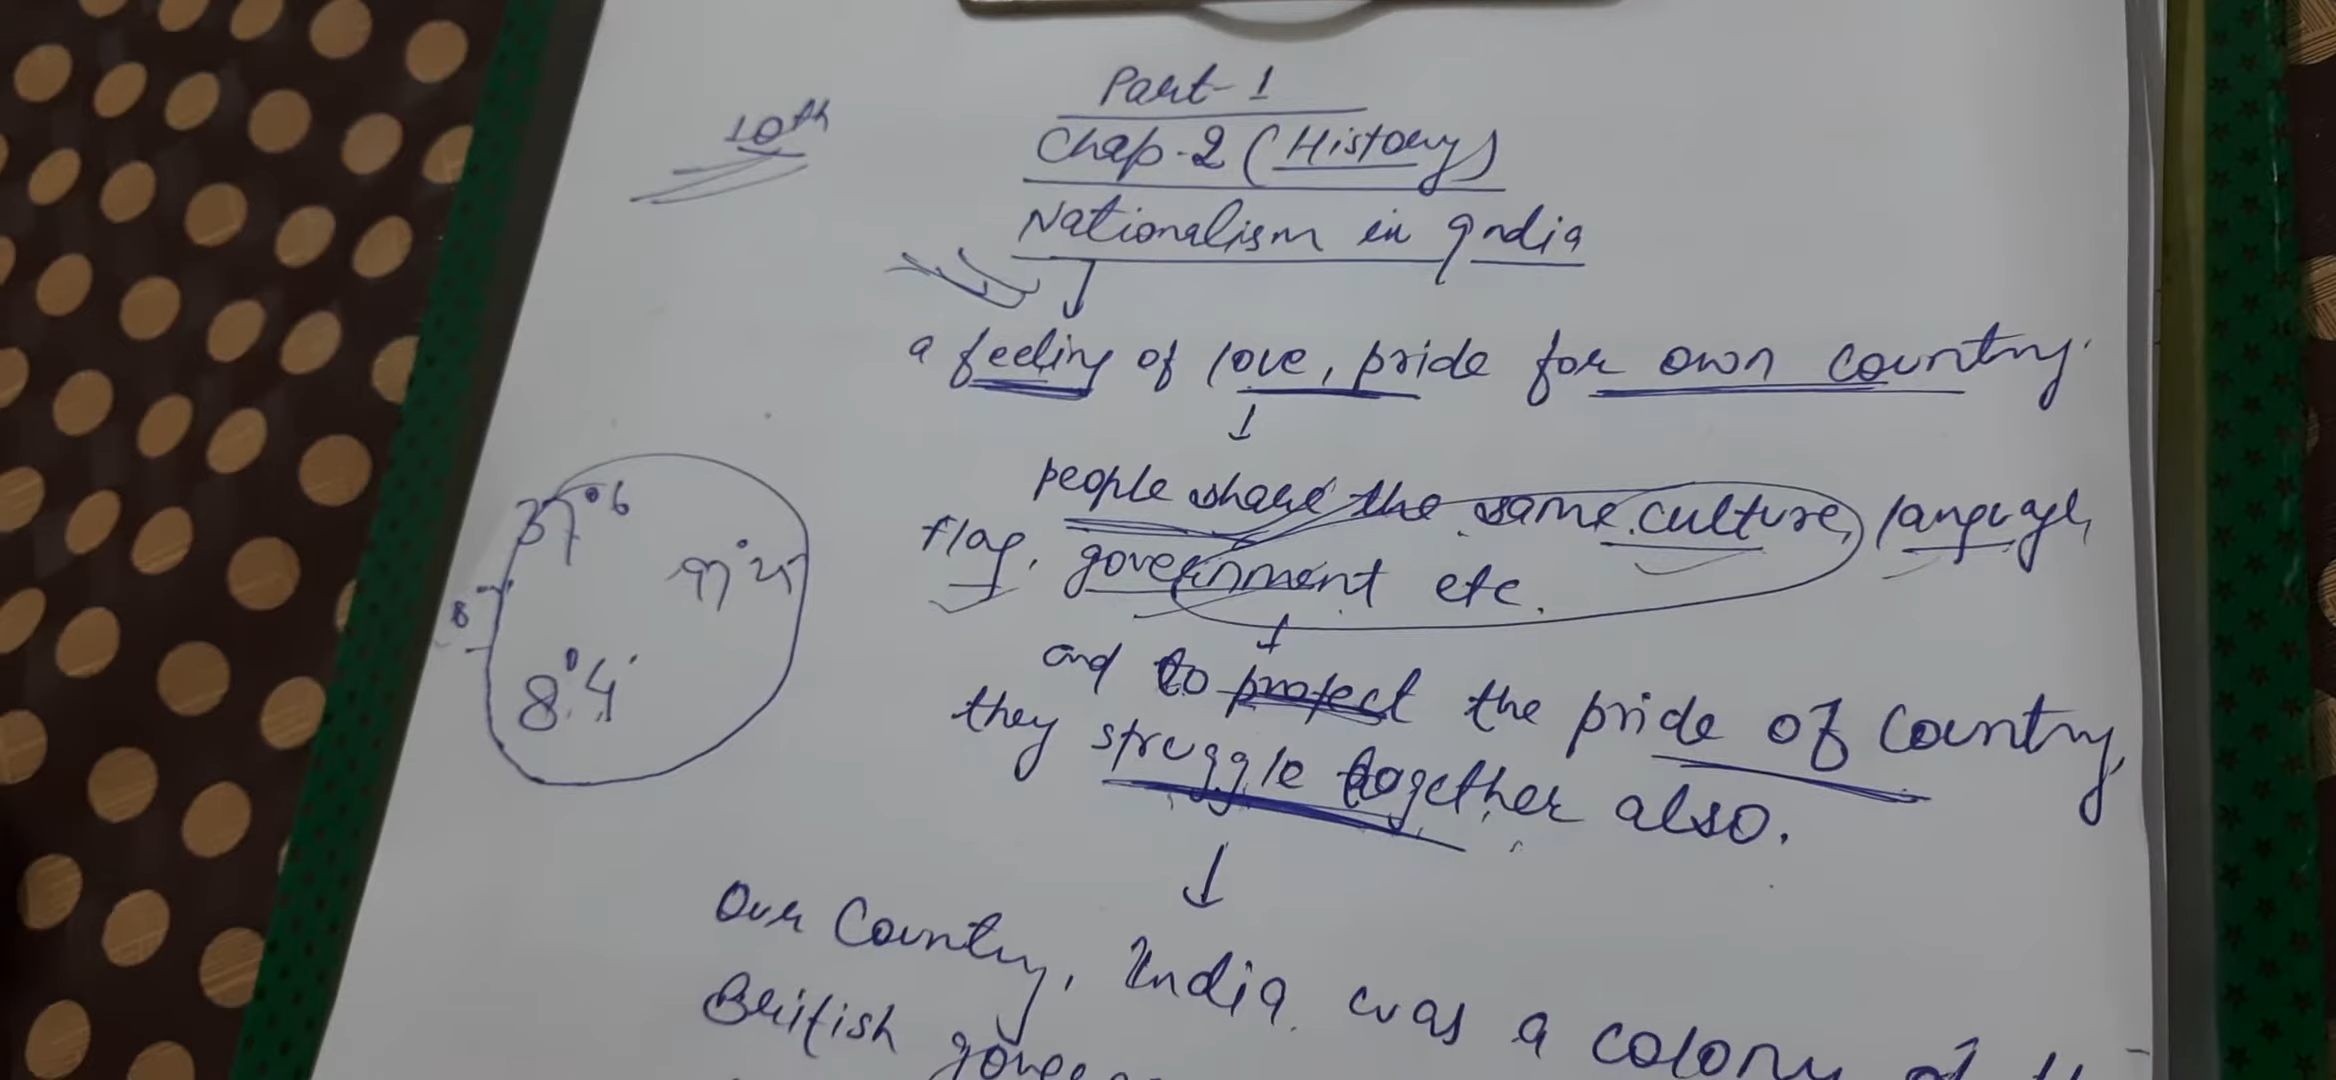 Part-1
10th
Chap-2 (History)
Nationalism in India
a feeling of love, pride for own country.
people share the same culture, language,
flag, government etc.
37°6
97°25
8
8°4'
and to protect the pride of country,
they struggle together also.
Our Country, India was a colony of
British